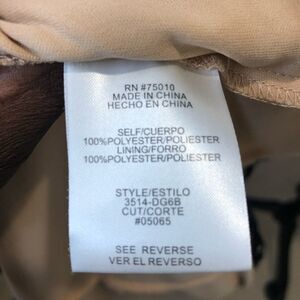 RN #75010
MADE IN CHINA
HECHO EN CHINA
SELF/CUERPO
100%POLYESTER/POLIESTER
LINING/FORRO
100%POLYESTER/POLIESTER
STYLE/ESTILO
3514-DG6B
CUT/CORTE
#05065
SEE REVERSE
VER EL REVERSO